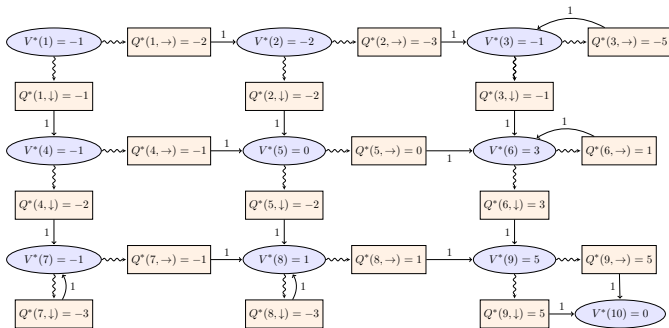 1
V*(1) = −1 Q*(1, →) = −2 1 V*(2) = −2 Q*(2, →) = −3 1 V*(3) = −1 Q*(3, →) = −5
Q*(1, ↓) = −1 Q*(2, ↓) = −2 Q*(3, ↓) = −1
1 1 1 1
V*(4) = −1 Q*(4, →) = −1 1 V*(5) = 0 Q*(5, →) = 0 1 V*(6) = 3 Q*(6, →) = 1
Q*(4, ↓) = −2 Q*(5, ↓) = −2 Q*(6, ↓) = 3
1 1 1
V*(7) = −1 Q*(7, →) = −1 1 V*(8) = 1 Q*(8, →) = 1 1 V*(9) = 5 Q*(9, →) = 5
1 1 1
Q*(7, ↓) = −3 Q*(8, ↓) = −3 Q*(9, ↓) = 5 1 V*(10) = 0